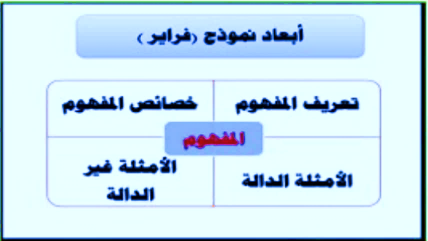 أبعاد نموذج (فراير)
تعريف المفهوم
خصائص المفهوم
المفهوم
الأمثلة الدالة
الأمثلة غير
الدالة